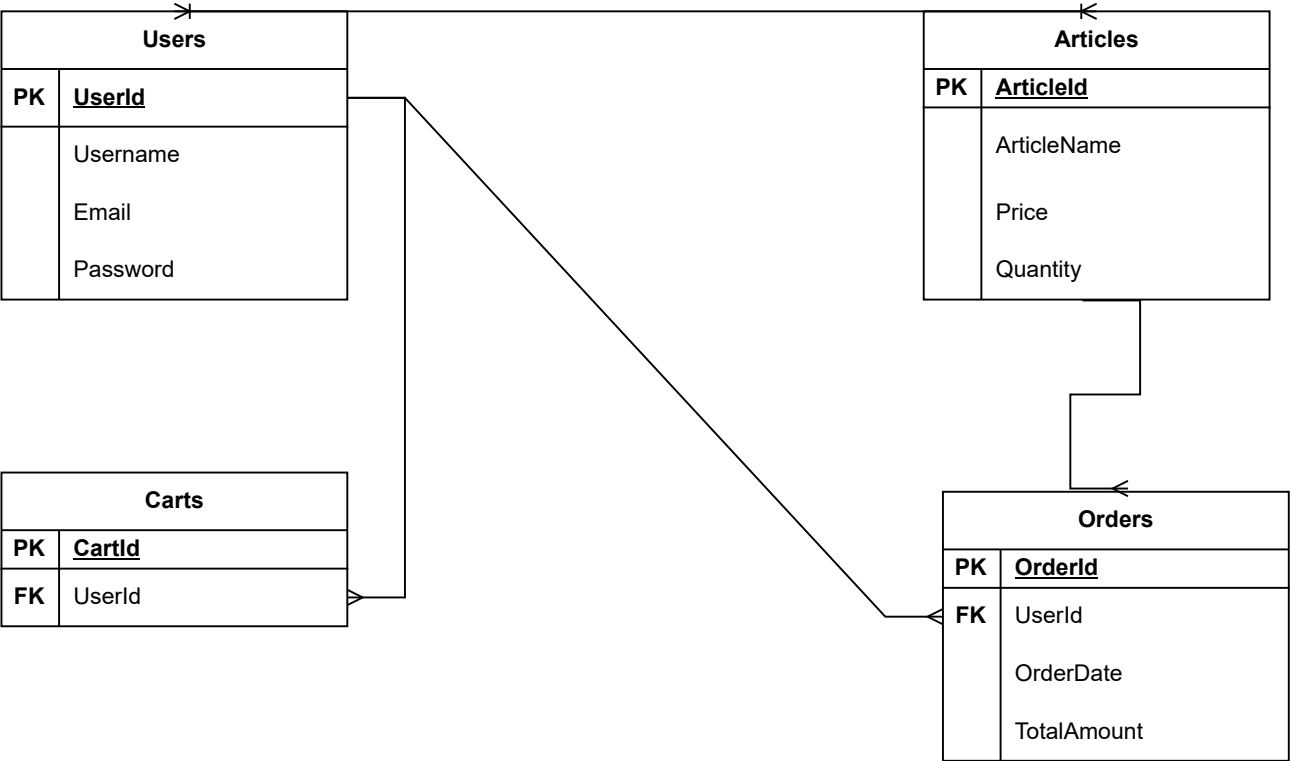 Users
PK UserId
Username
Email
Password
Articles
PK ArticleId
ArticleName
Price
Quantity
Carts
PK CartId
FK UserId
Orders
PK OrderId
FK UserId
OrderDate
TotalAmount